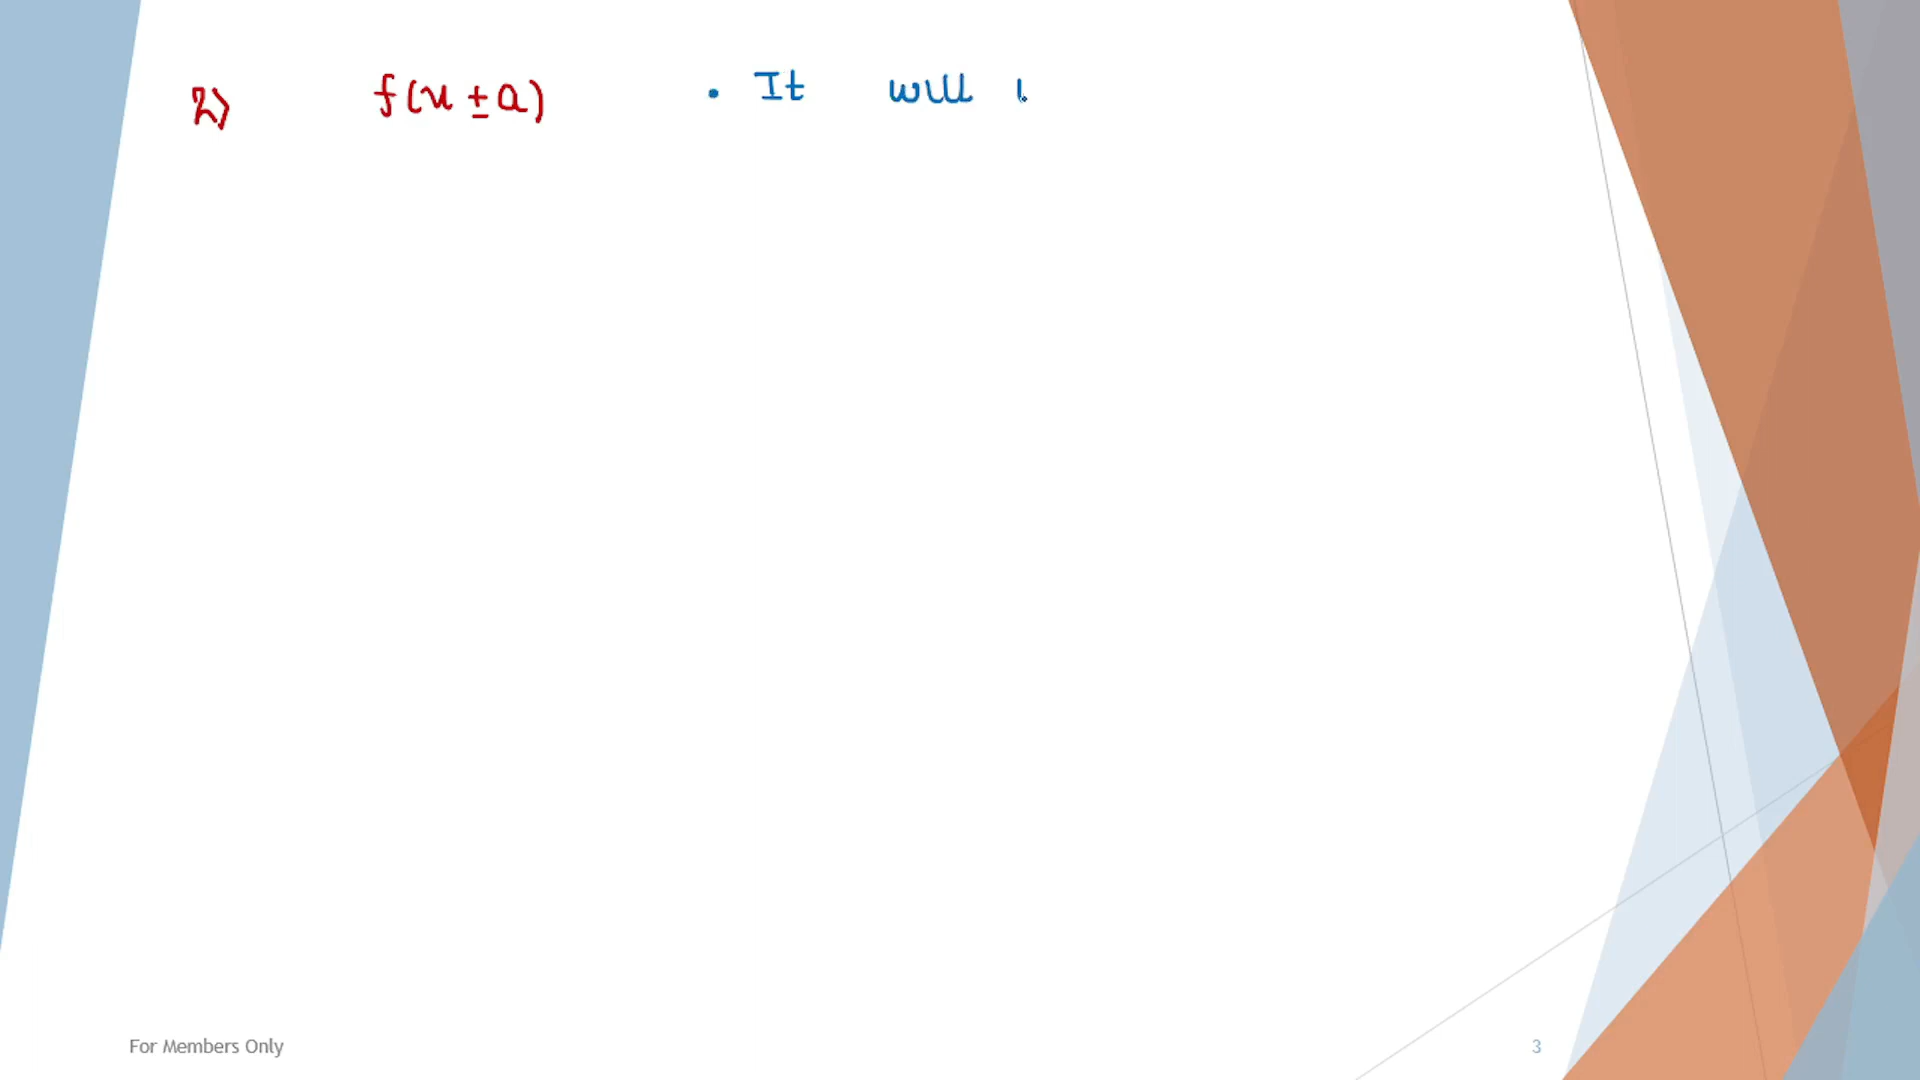 2) f(x ± a) • It will
For Members Only
3